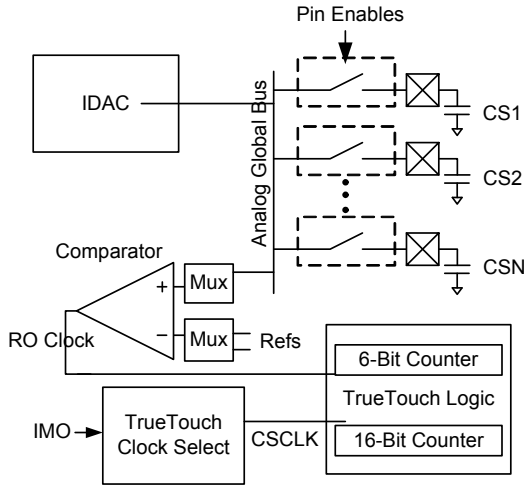 Pin Enables
IDAC
Analog Global Bus
CS1
CS2
CSN
Comparator
+
Mux
−
Mux
Refs
RO Clock
6-Bit Counter
TrueTouch Logic
16-Bit Counter
IMO
TrueTouch
Clock Select
CSCLK